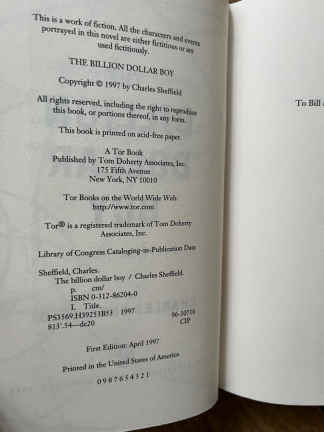 This is a work of fiction. All the characters and events
portrayed in this novel are either fictitious or are
used fictitiously.
THE BILLION DOLLAR BOY
Copyright © 1997 by Charles Sheffield
All rights reserved, including the right to reproduce
this book, or portions thereof, in any form.
This book is printed on acid-free paper.
A Tor Book
Published by Tom Doherty Associates, Inc.
175 Fifth Avenue
New York, NY 10010
Tor Books on the World Wide Web:
http://www.tor.com
Tor® is a registered trademark of Tom Doherty
Associates, Inc.
Library of Congress Cataloging-in-Publication Data
Sheffield, Charles.
The billion dollar boy / Charles Sheffield.
p. cm/
ISBN 0-312-86204-0
I. Title.
PS3569.H39253B53 1997
813'.54—dc20
CIP
First Edition: April 1997
Printed in the United States of America
0 9 8 7 6 5 4 3 2 1
To Bill